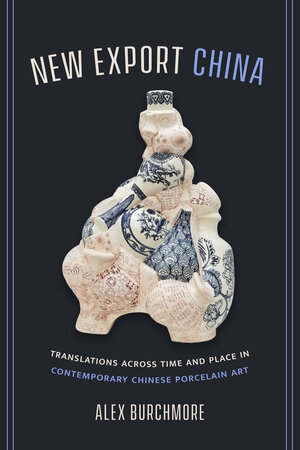 NEW EXPORT CHINA
TRANSLATIONS ACROSS TIME AND PLACE IN
CONTEMPORARY CHINESE PORCELAIN ART
ALEX BURCHMORE